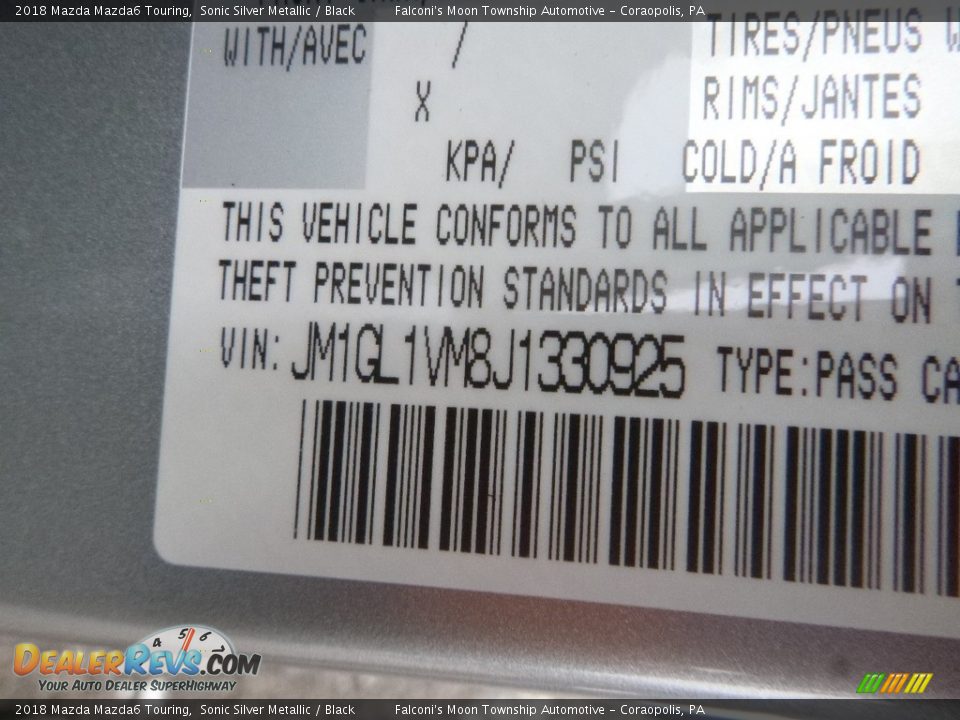 2018 Mazda Mazda6 Touring, Sonic Silver Metallic / Black Falconi's Moon Township Automotive - Coraopolis, PA
WITH/AVEC / TIRES/PNEUS
X RIMS/JANTES
KPA/ PSI COLD/A FROID
THIS VEHICLE CONFORMS TO ALL APPLICABLE
THEFT PREVENTION STANDARDS IN EFFECT ON
VIN: JM1GL1VM8J1330925 TYPE:PASS CA
4 5 6
DEALERREVS.COM
YOUR AUTO DEALER SUPERHIGHWAY
2018 Mazda Mazda6 Touring, Sonic Silver Metallic / Black Falconi's Moon Township Automotive - Coraopolis, PA